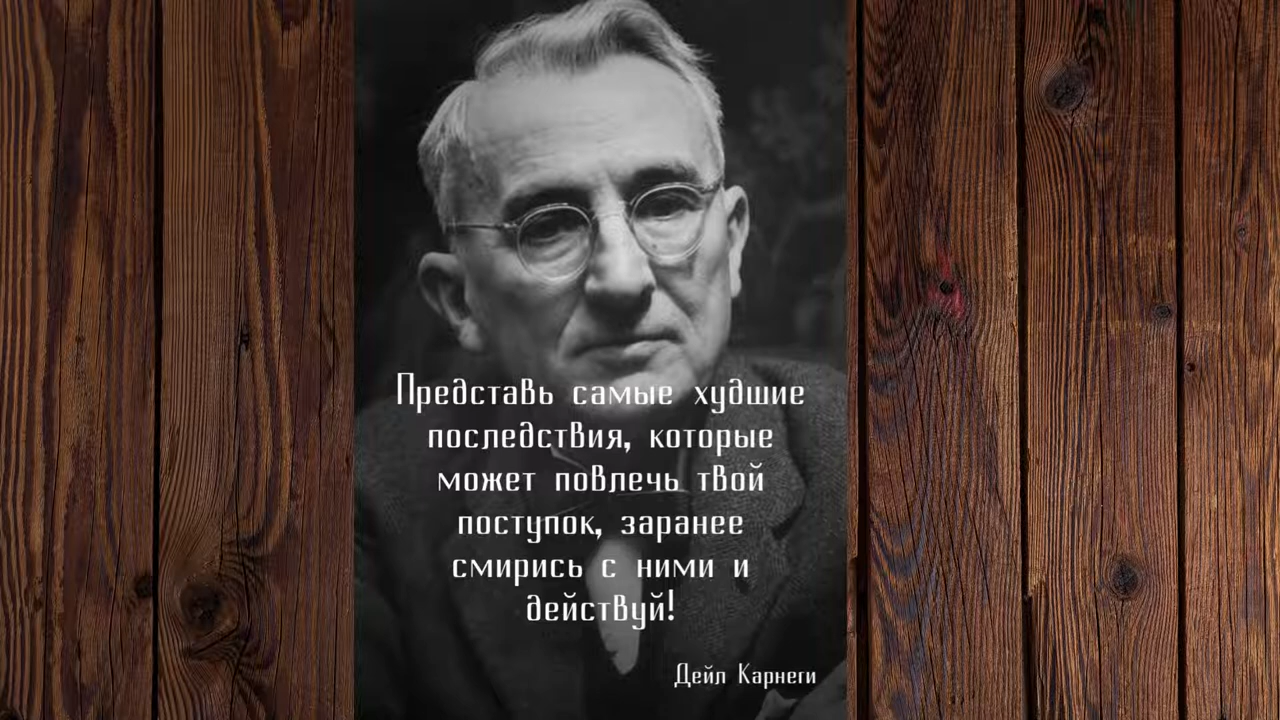 Представь самые худшие
последствия, которые
может повлечь твой
поступок, заранее
смирись с ними и
действуй!
Дейл Карнеги